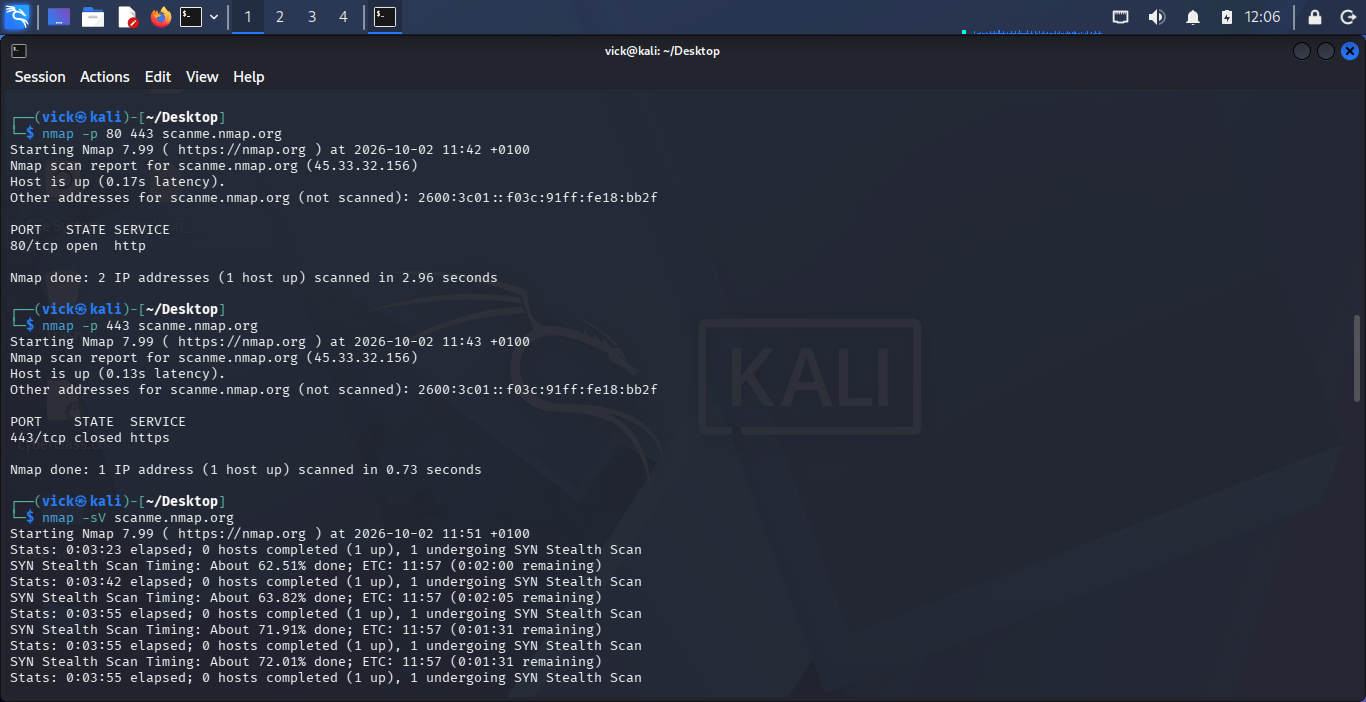 1 2 3 4 12:06
vick@kali: ~/Desktop
Session Actions Edit View Help
┌──(vick㉿kali)-[~/Desktop]
└─$ nmap -p 80 443 scanme.nmap.org
Starting Nmap 7.99 ( https://nmap.org ) at 2026-10-02 11:42 +0100
Nmap scan report for scanme.nmap.org (45.33.32.156)
Host is up (0.17s latency).
Other addresses for scanme.nmap.org (not scanned): 2600:3c01::f03c:91ff:fe18:bb2f
PORT   STATE SERVICE
80/tcp open  http
Nmap done: 2 IP addresses (1 host up) scanned in 2.96 seconds
┌──(vick㉿kali)-[~/Desktop]
└─$ nmap -p 443 scanme.nmap.org
Starting Nmap 7.99 ( https://nmap.org ) at 2026-10-02 11:43 +0100
Nmap scan report for scanme.nmap.org (45.33.32.156)
Host is up (0.13s latency).
Other addresses for scanme.nmap.org (not scanned): 2600:3c01::f03c:91ff:fe18:bb2f
PORT    STATE  SERVICE
443/tcp closed https
Nmap done: 1 IP address (1 host up) scanned in 0.73 seconds
┌──(vick㉿kali)-[~/Desktop]
└─$ nmap -sV scanme.nmap.org
Starting Nmap 7.99 ( https://nmap.org ) at 2026-10-02 11:51 +0100
Stats: 0:03:23 elapsed; 0 hosts completed (1 up), 1 undergoing SYN Stealth Scan
SYN Stealth Scan Timing: About 62.51% done; ETC: 11:57 (0:02:00 remaining)
Stats: 0:03:42 elapsed; 0 hosts completed (1 up), 1 undergoing SYN Stealth Scan
SYN Stealth Scan Timing: About 63.82% done; ETC: 11:57 (0:02:05 remaining)
Stats: 0:03:55 elapsed; 0 hosts completed (1 up), 1 undergoing SYN Stealth Scan
SYN Stealth Scan Timing: About 71.91% done; ETC: 11:57 (0:01:31 remaining)
Stats: 0:03:55 elapsed; 0 hosts completed (1 up), 1 undergoing SYN Stealth Scan
SYN Stealth Scan Timing: About 72.01% done; ETC: 11:57 (0:01:31 remaining)
Stats: 0:03:55 elapsed; 0 hosts completed (1 up), 1 undergoing SYN Stealth Scan
KALI